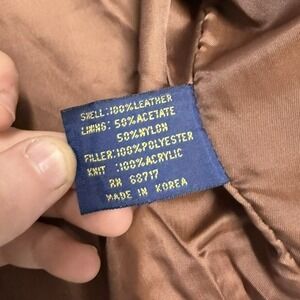 SHELL:100%LEATHER
LINING: 50%ACETATE
50%NYLON
FILLER:100%POLYESTER
KNIT :100%ACRYLIC
RN 68717
MADE IN KOREA